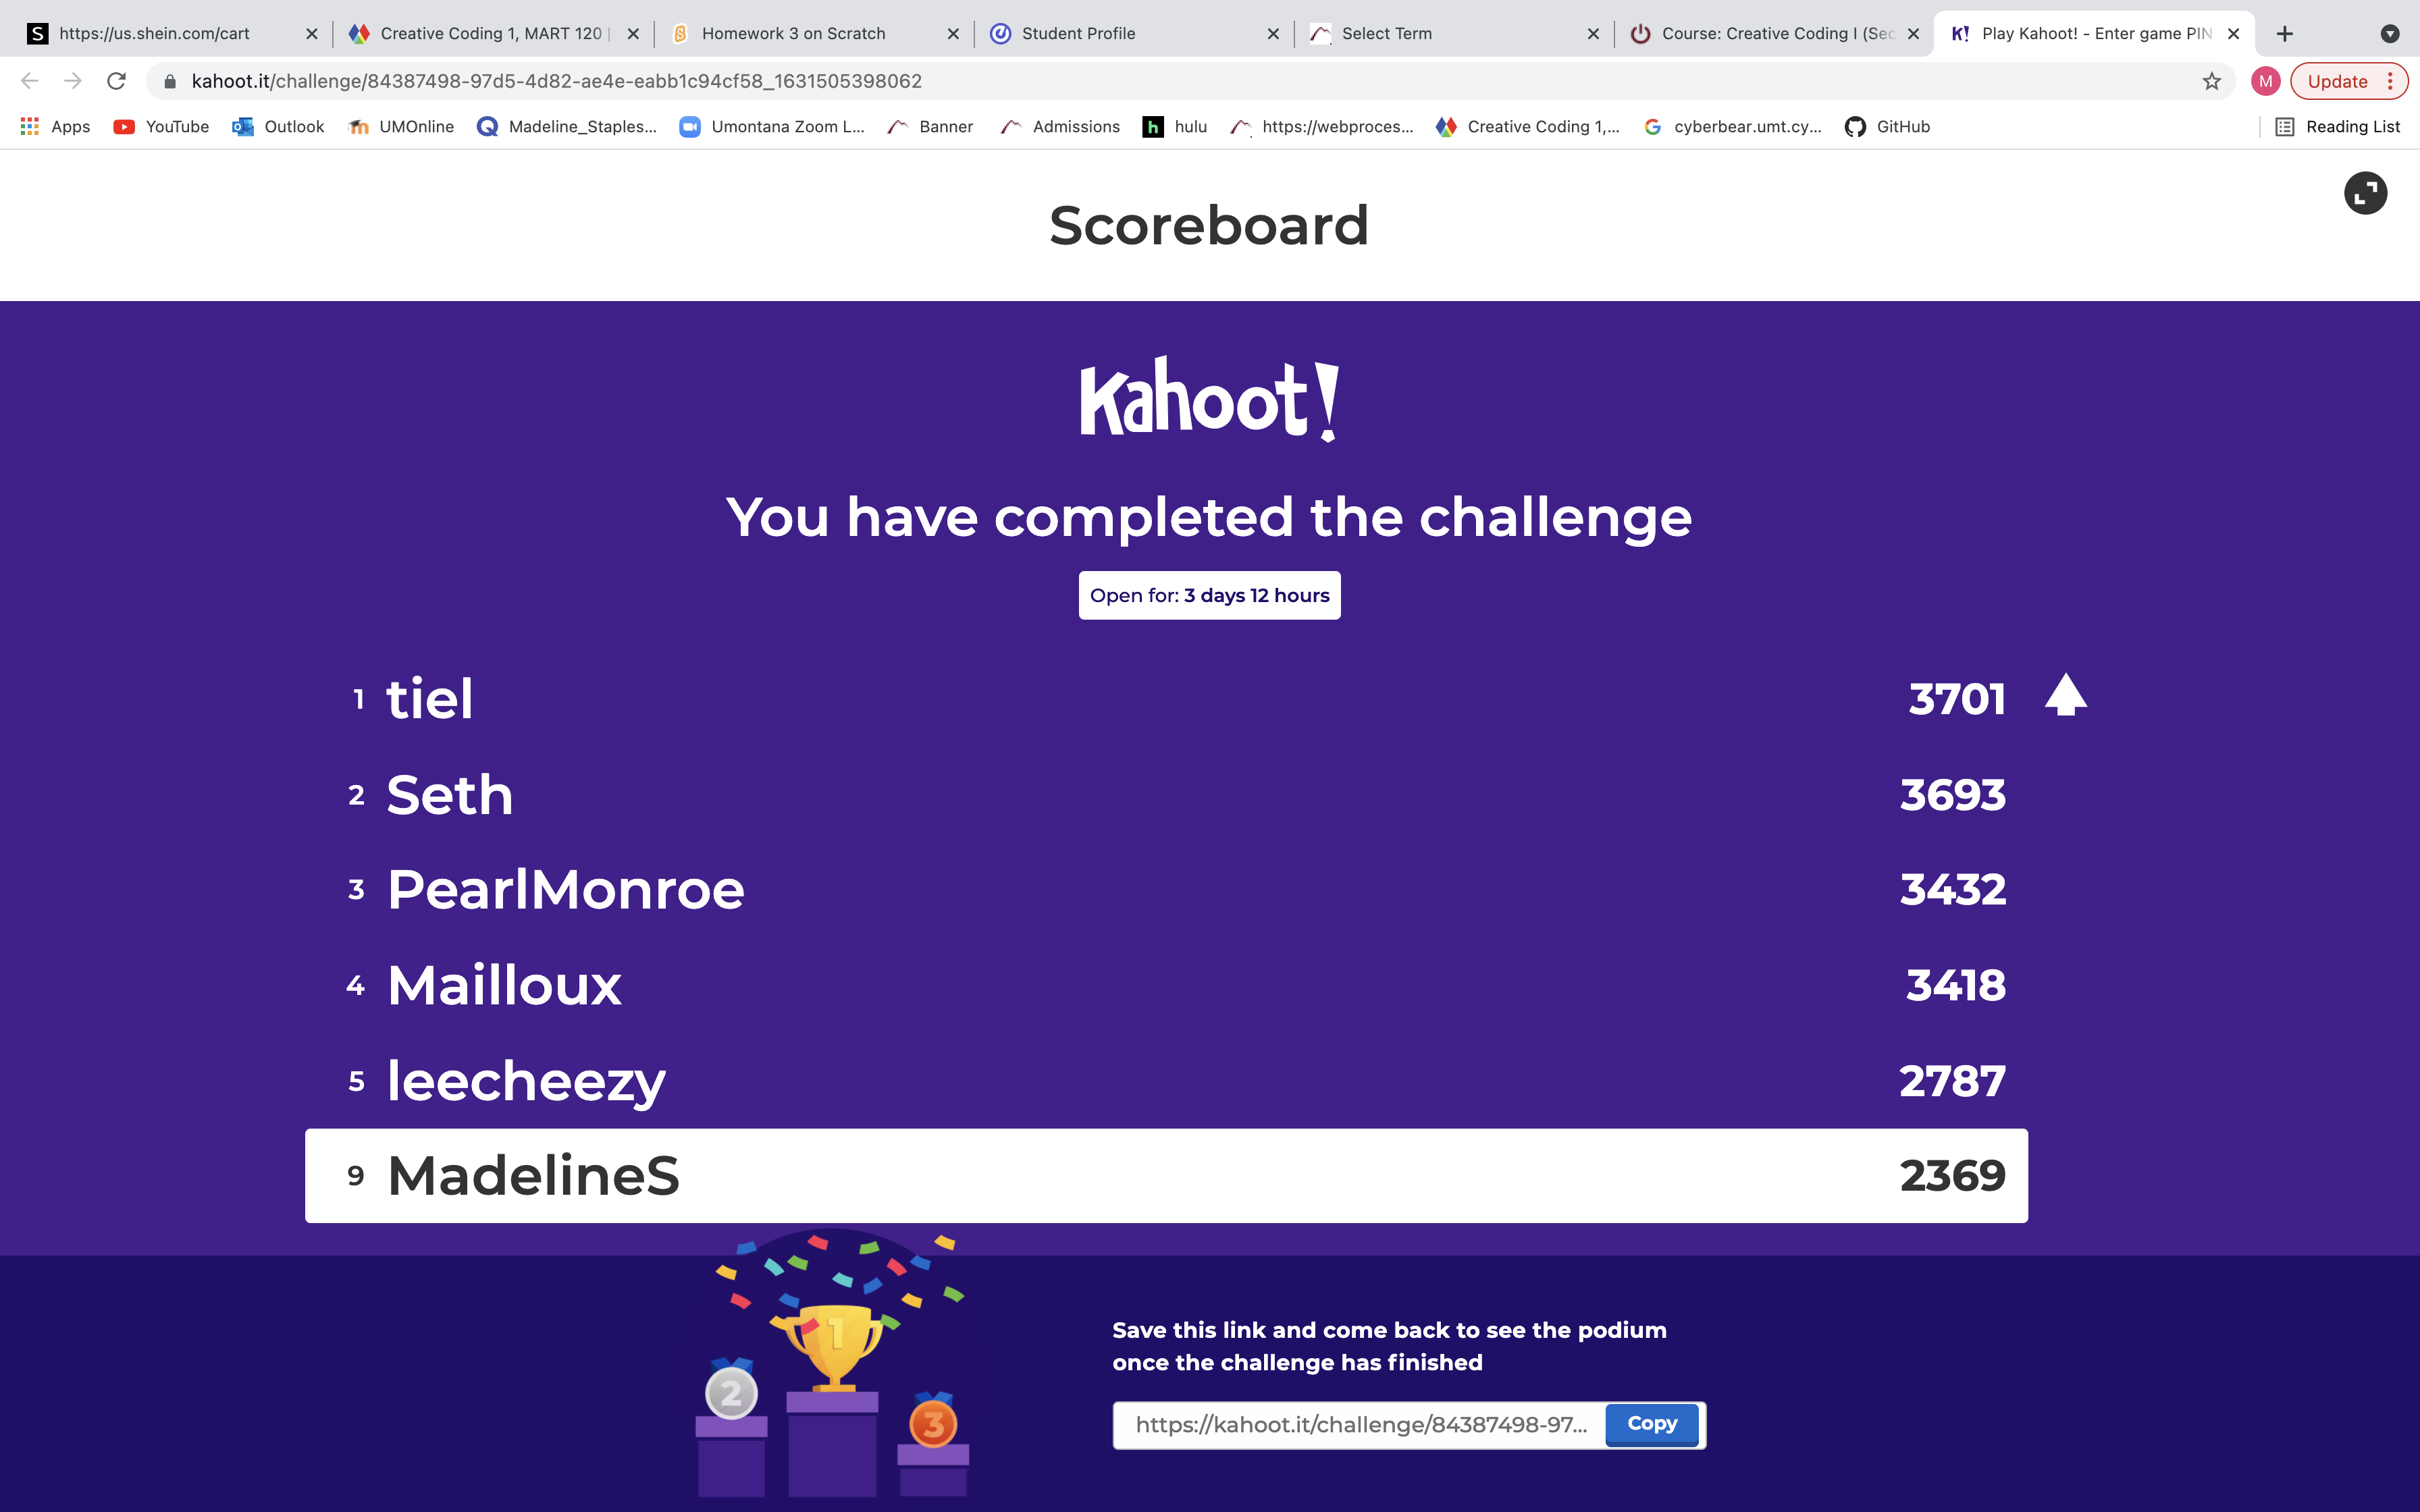 S https://us.shein.com/cart
Creative Coding 1, MART 120 |
Homework 3 on Scratch
Student Profile
Select Term
Course: Creative Coding I (Sec
K! Play Kahoot! - Enter game PIN
kahoot.it/challenge/84387498-97d5-4d82-ae4e-eabb1c94cf58_1631505398062
M
Update
Apps
YouTube
Outlook
UMOnline
Madeline_Staples...
Umontana Zoom L...
Banner
Admissions
h hulu
https://webproces...
Creative Coding 1,...
cyberbear.umt.cy...
GitHub
Reading List
Scoreboard
Kahoot!
You have completed the challenge
Open for: 3 days 12 hours
1 tiel 3701
2 Seth 3693
3 PearlMonroe 3432
4 Mailloux 3418
5 leecheezy 2787
9 MadelineS 2369
1
2
3
Save this link and come back to see the podium
once the challenge has finished
https://kahoot.it/challenge/84387498-97... Copy